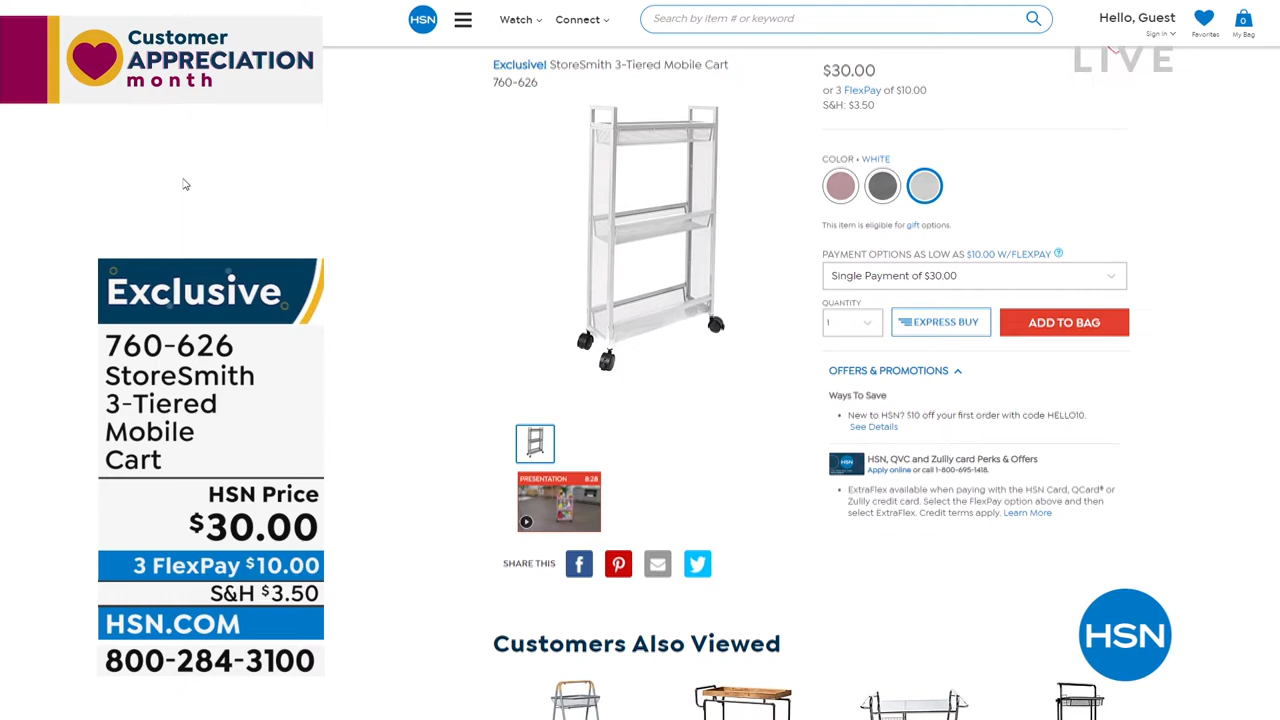 Customer
APPRECIATION
month
Exclusive
760-626
StoreSmith
3-Tiered
Mobile
Cart
HSN Price
$30.00
3 FlexPay $10.00
S&H $3.50
HSN.COM
800-284-3100
HSN
Watch
Connect
Search by item # or keyword
Hello, Guest
Sign in
Favorites
0
My Bag
LIVE
Exclusive! StoreSmith 3-Tiered Mobile Cart
760-626
$30.00
or 3 FlexPay of $10.00
S&H: $3.50
COLOR • WHITE
This item is eligible for gift options.
PAYMENT OPTIONS AS LOW AS $10.00 W/FLEXPAY ?
Single Payment of $30.00
QUANTITY
1
EXPRESS BUY
ADD TO BAG
OFFERS & PROMOTIONS
Ways To Save
• New to HSN? $10 off your first order with code HELLO10.
See Details
HSN
HSN, QVC and Zulily card Perks & Offers
Apply online or call 1-800-695-1418.
• ExtraFlex available when paying with the HSN Card, QCard® or
Zulily credit card. Select the FlexPay option above and then
select ExtraFlex. Credit terms apply. Learn More
PRESENTATION 8:28
SHARE THIS
Customers Also Viewed
HSN